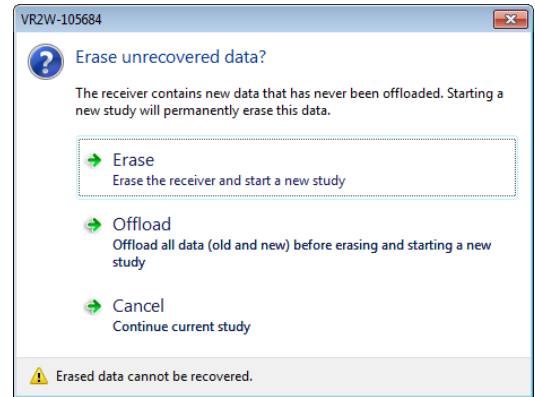 VR2W-105684
Erase unrecovered data?
The receiver contains new data that has never been offloaded. Starting a
new study will permanently erase this data.
Erase
Erase the receiver and start a new study
Offload
Offload all data (old and new) before erasing and starting a new
study
Cancel
Continue current study
Erased data cannot be recovered.